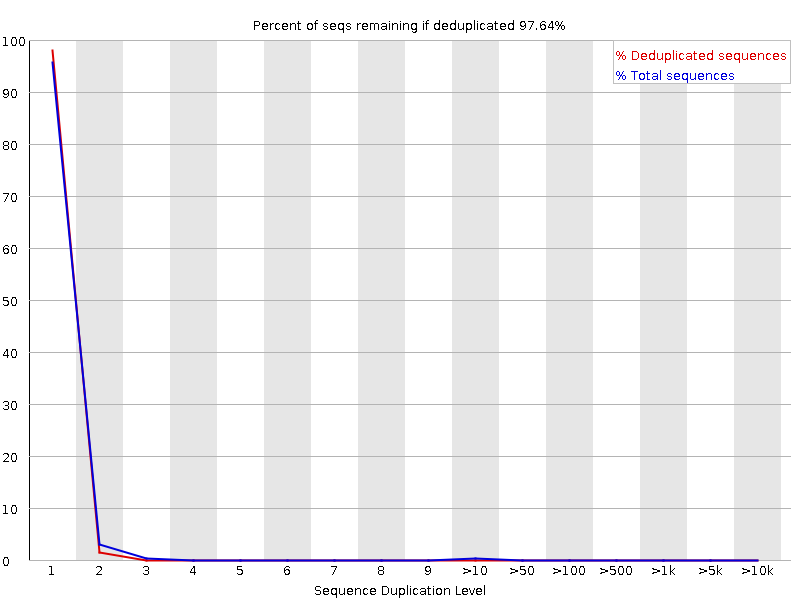 Percent of seqs remaining if deduplicated 97.64%
% Deduplicated sequences
% Total sequences
100
90
80
70
60
50
40
30
20
10
0
1 2 3 4 5 6 7 8 9 >10 >50 >100 >500 >1k >5k >10k
Sequence Duplication Level